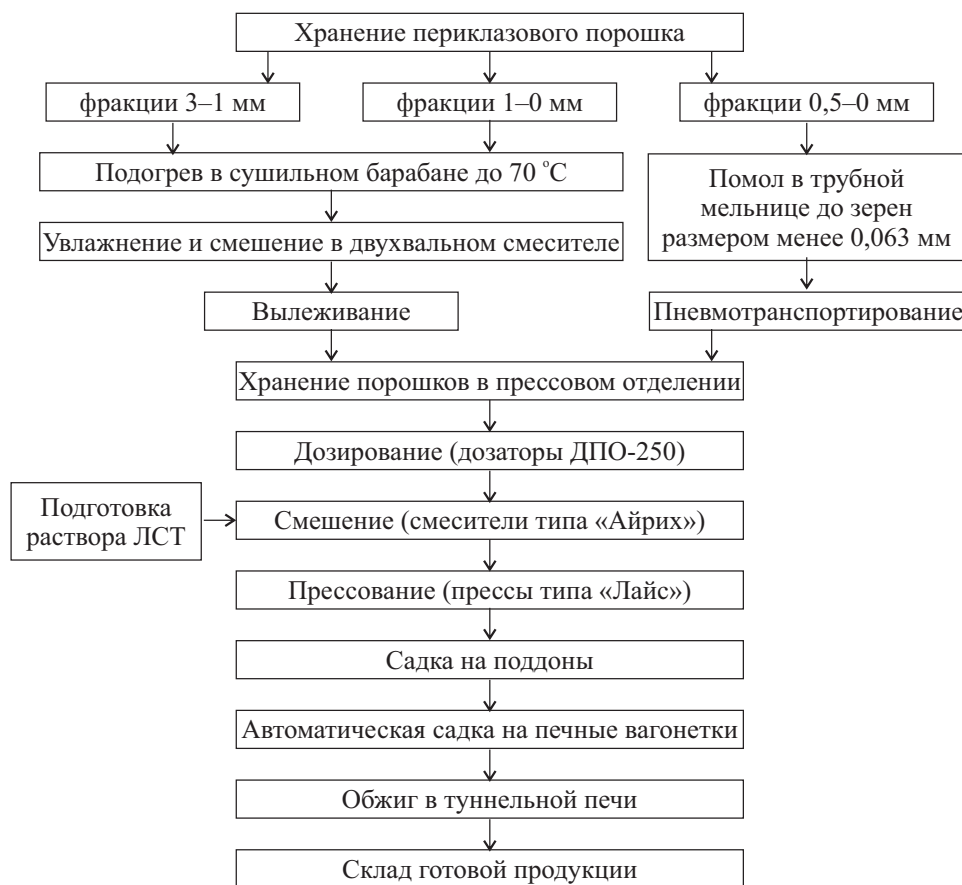 Хранение периклазового порошка
фракции 3–1 мм
фракции 1–0 мм
фракции 0,5–0 мм
Подогрев в сушильном барабане до 70 °С
Помол в трубной
мельнице до зерен
размером менее 0,063 мм
Увлажнение и смешение в двухвальном смесителе
Вылеживание
Пневмотранспортирование
Хранение порошков в прессовом отделении
Дозирование (дозаторы ДПО-250)
Подготовка
раствора ЛСТ
Смешение (смесители типа «Айрих»)
Прессование (прессы типа «Лайс»)
Садка на поддоны
Автоматическая садка на печные вагонетки
Обжиг в туннельной печи
Склад готовой продукции